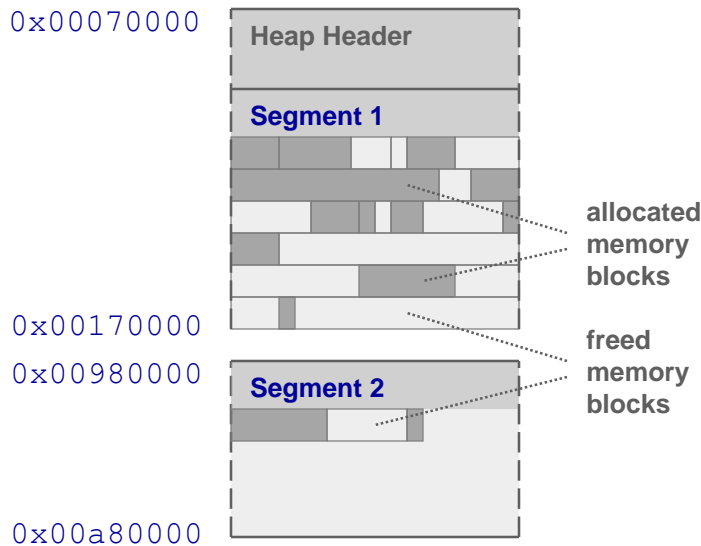 0x00070000
Heap Header
Segment 1
allocated
memory
blocks
0x00170000
freed
memory
blocks
0x00980000
Segment 2
0x00a80000